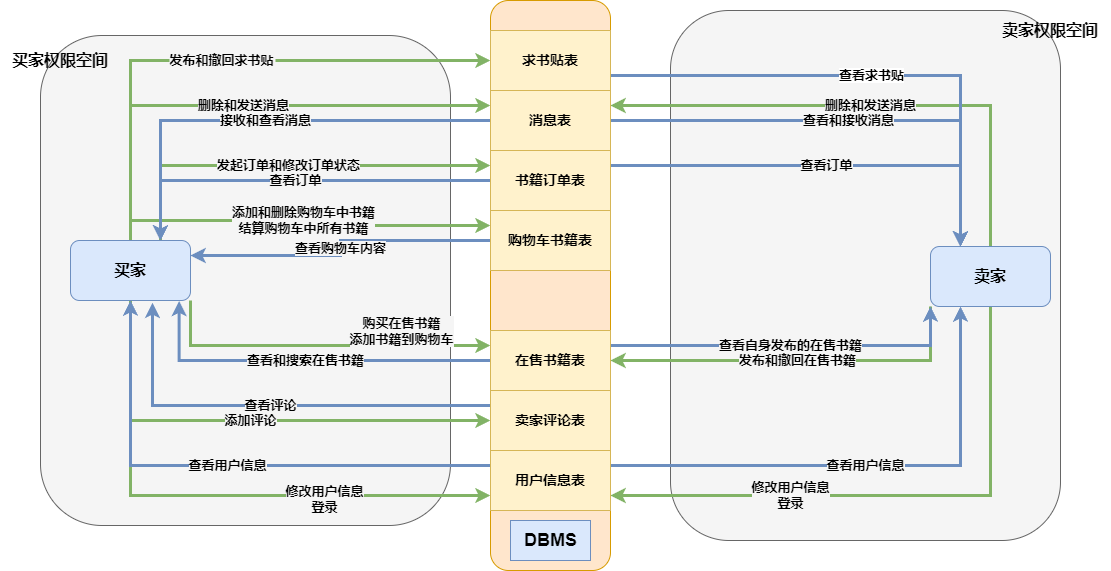 卖家权限空间
买家权限空间
发布和撤回求书贴
求书贴表
查看求书贴
删除和发送消息
接收和查看消息
消息表
删除和发送消息
查看和接收消息
发起订单和修改订单状态
查看订单
书籍订单表
查看订单
添加和删除购物车中书籍
结算购物车中所有书籍
查看购物车内容
购物车书籍表
买家
卖家
购买在售书籍
添加书籍到购物车
查看和搜索在售书籍
在售书籍表
查看自身发布的在售书籍
发布和撤回在售书籍
查看评论
添加评论
卖家评论表
查看用户信息
用户信息表
查看用户信息
修改用户信息
登录
修改用户信息
登录
DBMS